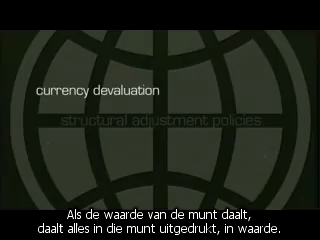 currency devaluation
structural adjustment policies
Als de waarde van de munt daalt,
daalt alles in die munt uitgedrukt, in waarde.